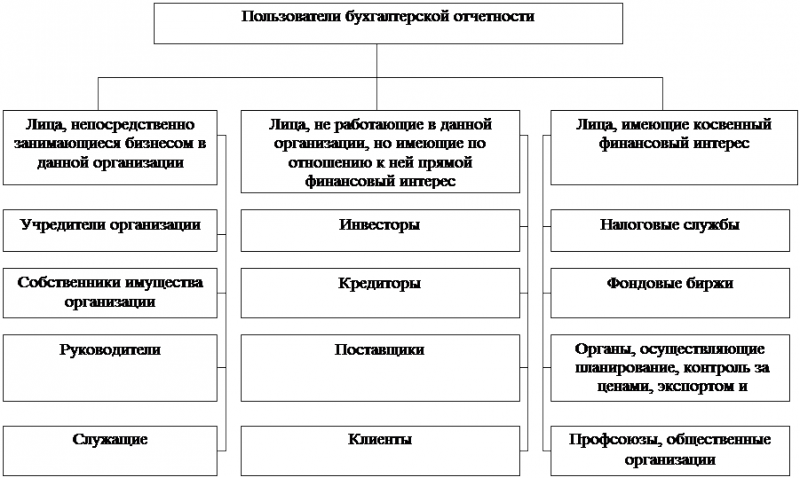 Пользователи бухгалтерской отчетности
Лица, непосредственно
занимающиеся бизнесом в
данной организации
Учредители организации
Собственники имущества
организации
Руководители
Служащие
Лица, не работающие в данной
организации, но имеющие по
отношению к ней прямой
финансовый интерес
Инвесторы
Кредиторы
Поставщики
Клиенты
Лица, имеющие косвенный
финансовый интерес
Налоговые службы
Фондовые биржи
Органы, осуществляющие
планирование, контроль за
ценами, экспортом и
Профсоюзы, общественные
организации